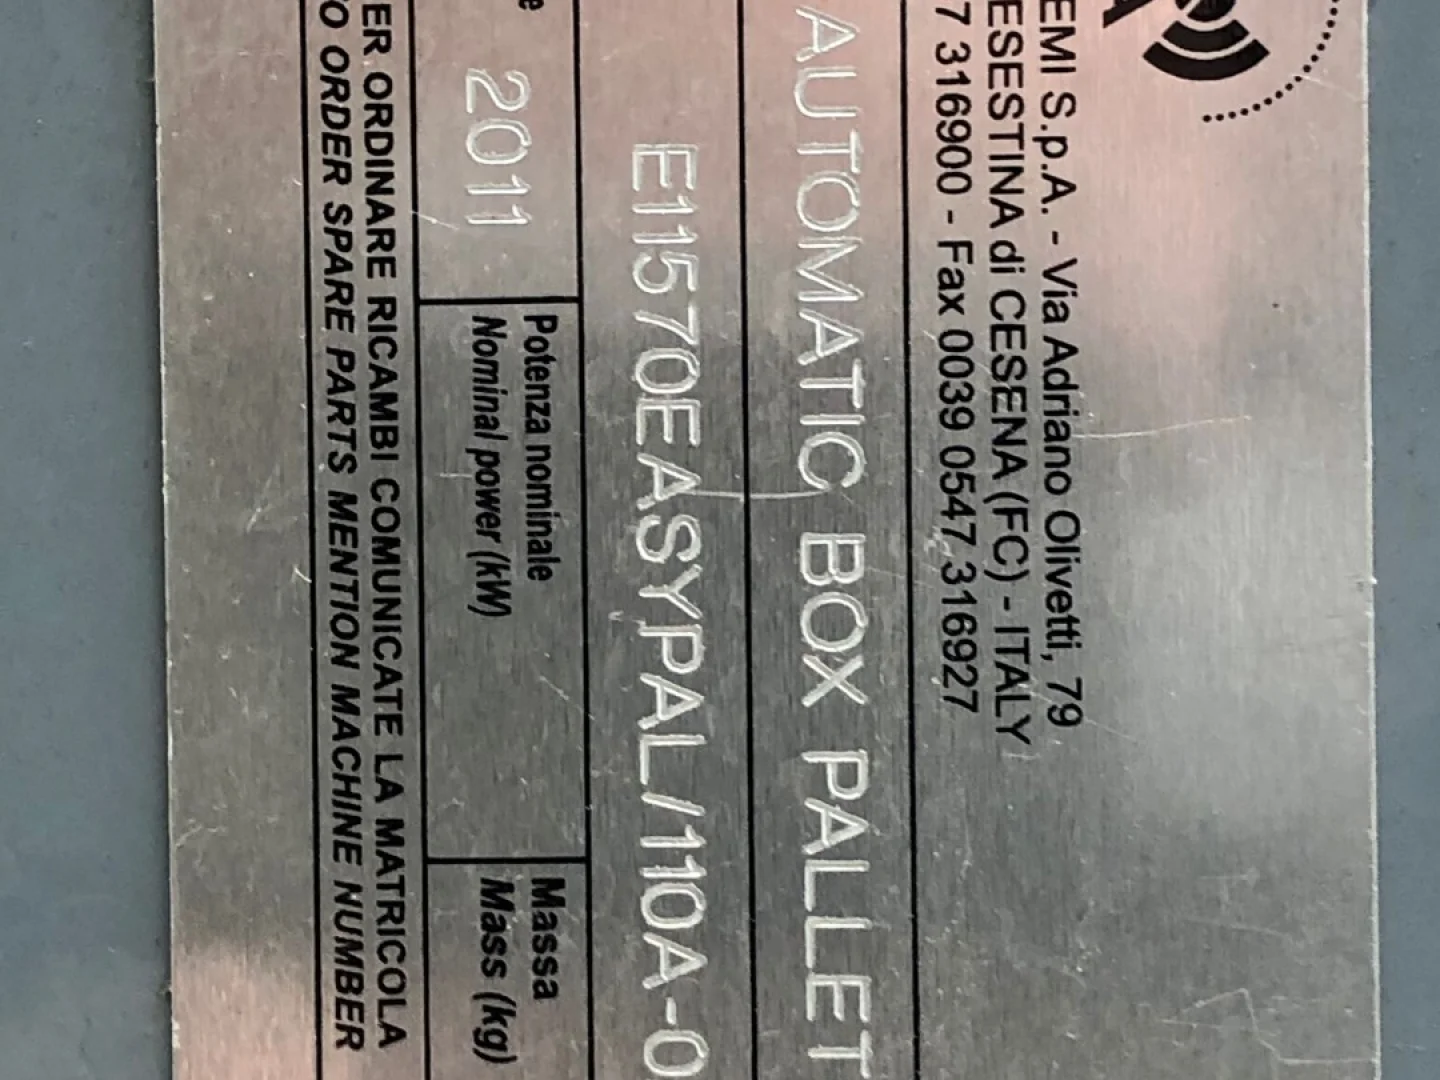 EMI S.p.A. - Via Adriano Olivetti, 79
ESESTINA di CESENA (FC) - ITALY
7 316900 - Fax 0039 0547 316927
AUTOMATIC BOX PALLET
E11570EASYPAL/110A-0
2011
Potenza nominale
Nominal power (kW)
Massa
Mass (kg)
ER ORDINARE RICAMBI COMUNICATE LA MATRICOLA
O ORDER SPARE PARTS MENTION MACHINE NUMBER